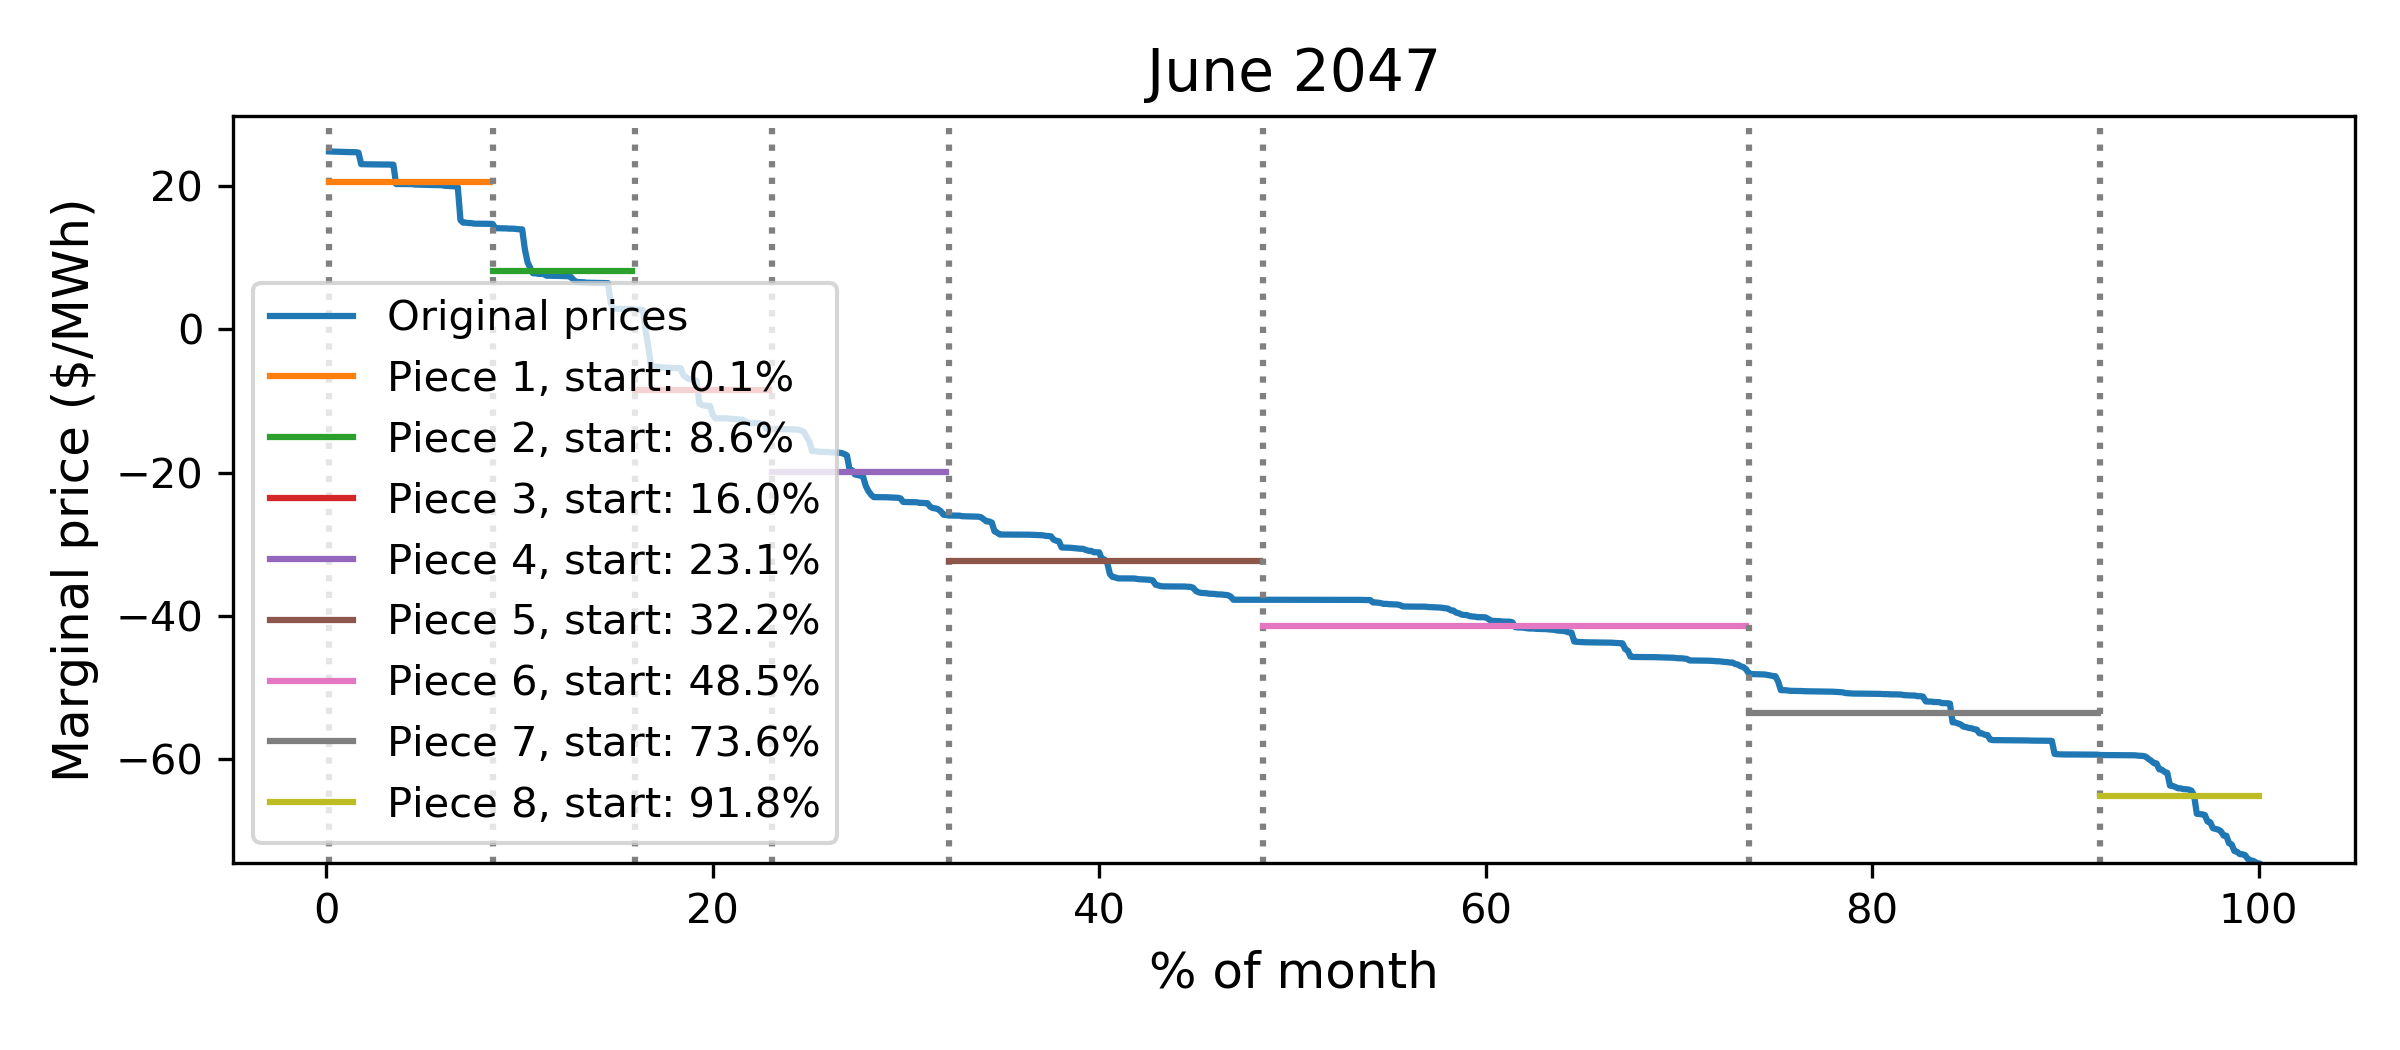 June 2047
Marginal price ($/MWh)
20
0
−20
−40
−60
Original prices
Piece 1, start: 0.1%
Piece 2, start: 8.6%
Piece 3, start: 16.0%
Piece 4, start: 23.1%
Piece 5, start: 32.2%
Piece 6, start: 48.5%
Piece 7, start: 73.6%
Piece 8, start: 91.8%
0 20 40 60 80 100
% of month